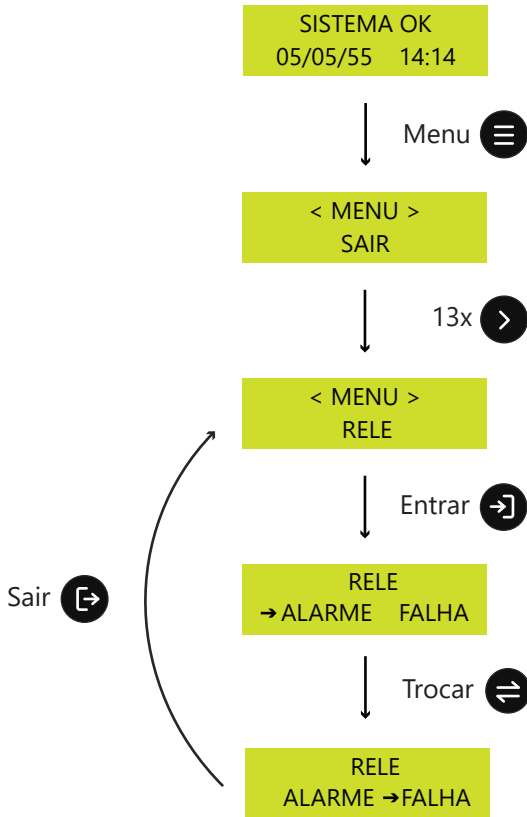 SISTEMA OK
05/05/55 14:14
Menu
< MENU >
SAIR
13x
< MENU >
RELE
Entrar
RELE
➔ ALARME FALHA
Sair
Trocar
RELE
ALARME ➔ FALHA